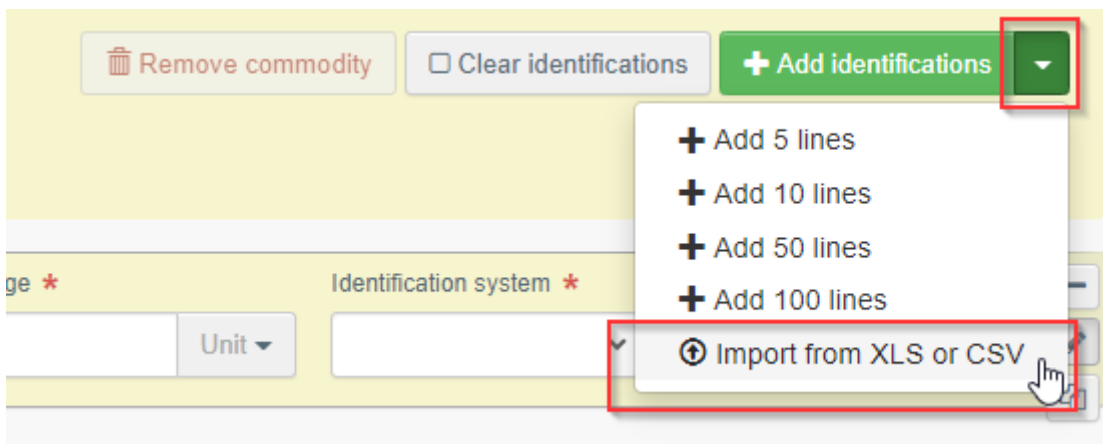 Remove commodity
Clear identifications
Add identifications
Add 5 lines
Add 10 lines
Add 50 lines
Add 100 lines
Import from XLS or CSV
ge *
Identification system *
Unit